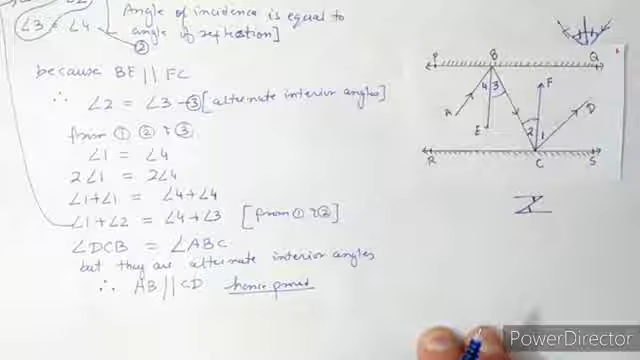 ∠3 = ∠4
Angle of incidence is equal to
② angle of reflection]
because BE || FC
∴ ∠2 = ∠3 –③ [alternate interior angles]
from ① ② & ③
∠1 = ∠4
2∠1 = 2∠4
∠1+∠1 = ∠4+∠4
∠1+∠2 = ∠4+∠3 [from ① & ②]
∠DCB = ∠ABC
but they are alternate interior angles
∴ AB || CD hence proved
P B Q
4 3 F
A D
E 2 1
R C S
Z
PowerDirector